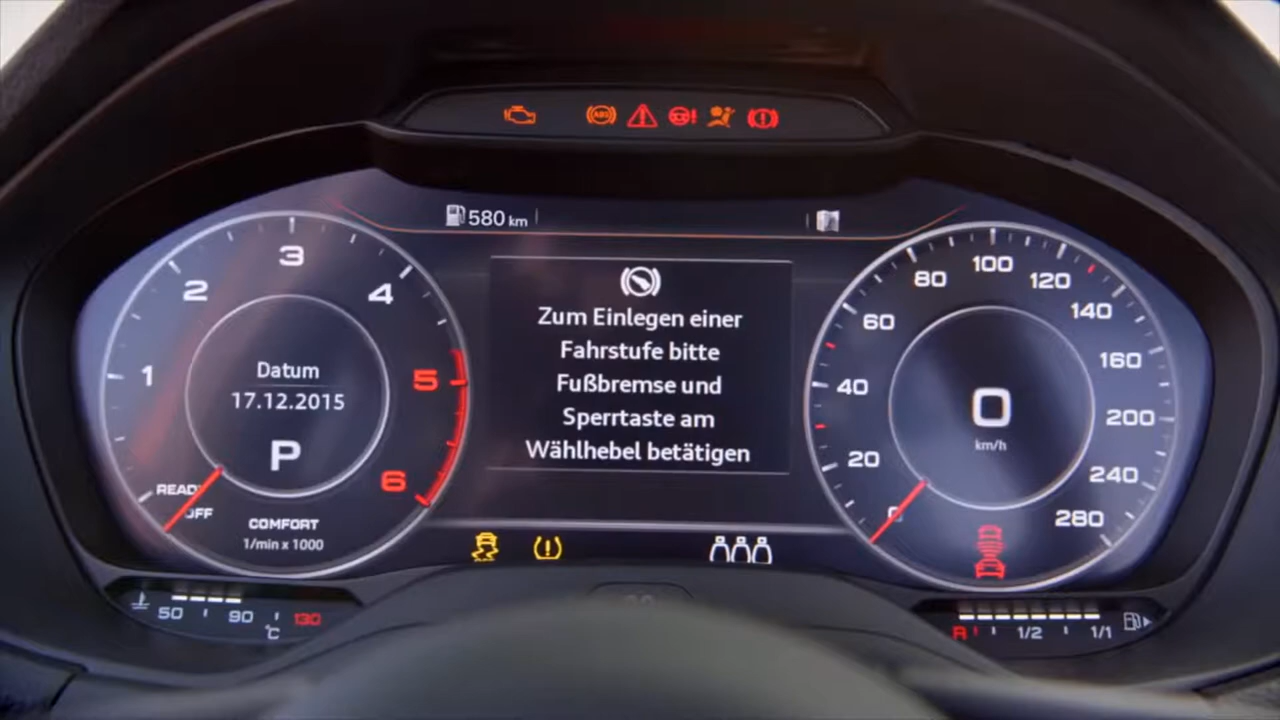 ABS
580 km
Zum Einlegen einer
Fahrstufe bitte
Fußbremse und
Sperrtaste am
Wählhebel betätigen
1
2
3
4
5
6
Datum
17.12.2015
P
READY
OFF
COMFORT
1/min x 1000
0
20
40
60
80
100
120
140
160
200
240
280
0
km/h
50 90 130
°C
R 1/2 1/1